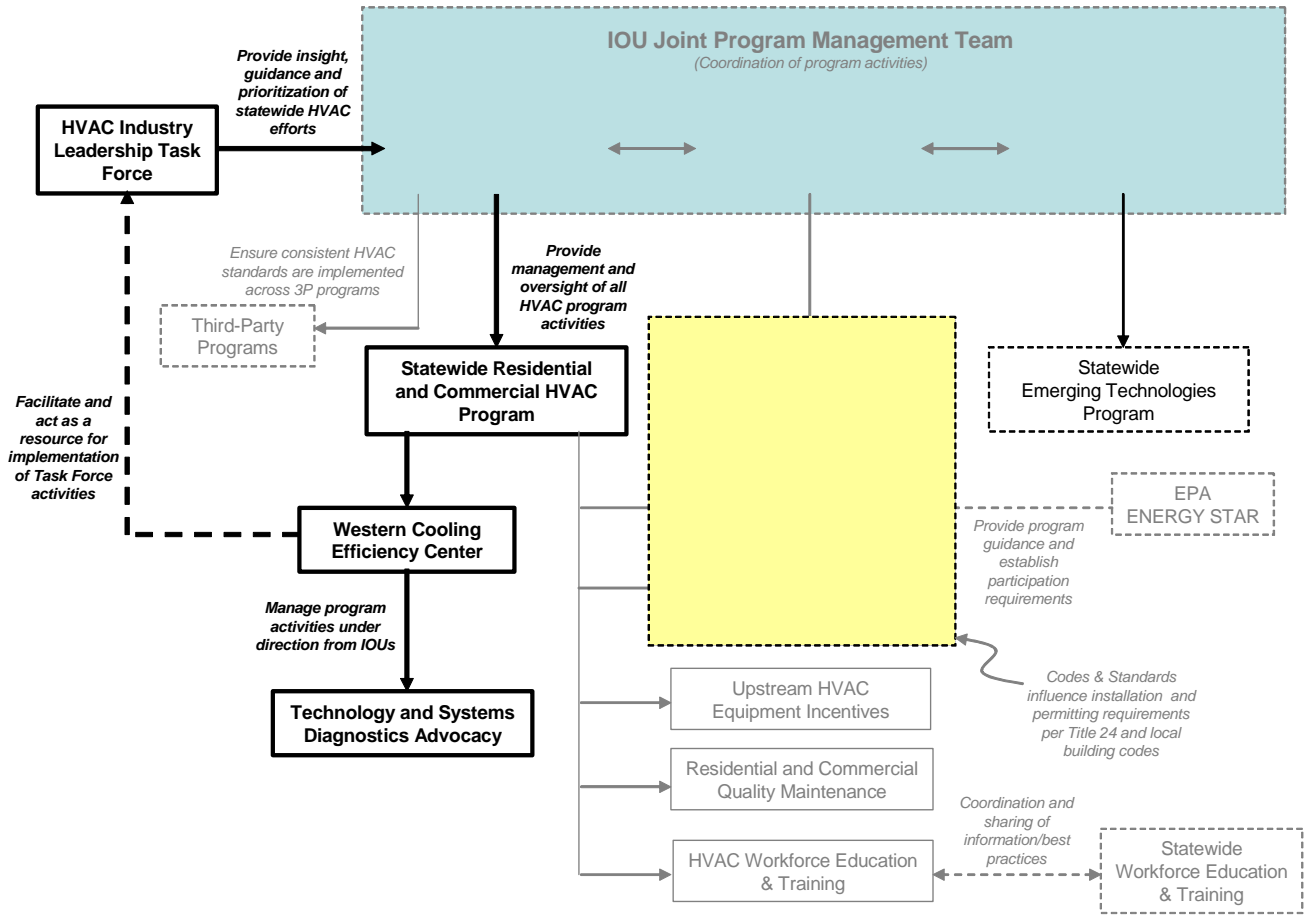 IOU Joint Program Management Team
(Coordination of program activities)
Provide insight,
guidance and
prioritization of
statewide HVAC
efforts
HVAC Industry
Leadership Task
Force
Ensure consistent HVAC
standards are implemented
across 3P programs
Third-Party
Programs
Provide
management and
oversight of all
HVAC program
activities
Statewide Residential
and Commercial HVAC
Program
Statewide
Emerging Technologies
Program
Facilitate and
act as a
resource for
implementation
of Task Force
activities
Western Cooling
Efficiency Center
EPA
ENERGY STAR
Provide program
guidance and
establish
participation
requirements
Manage program
activities under
direction from IOUs
Technology and Systems
Diagnostics Advocacy
Upstream HVAC
Equipment Incentives
Codes & Standards
influence installation and
permitting requirements
per Title 24 and local
building codes
Residential and Commercial
Quality Maintenance
Coordination and
sharing of
information/best
practices
HVAC Workforce Education
& Training
Statewide
Workforce Education
& Training